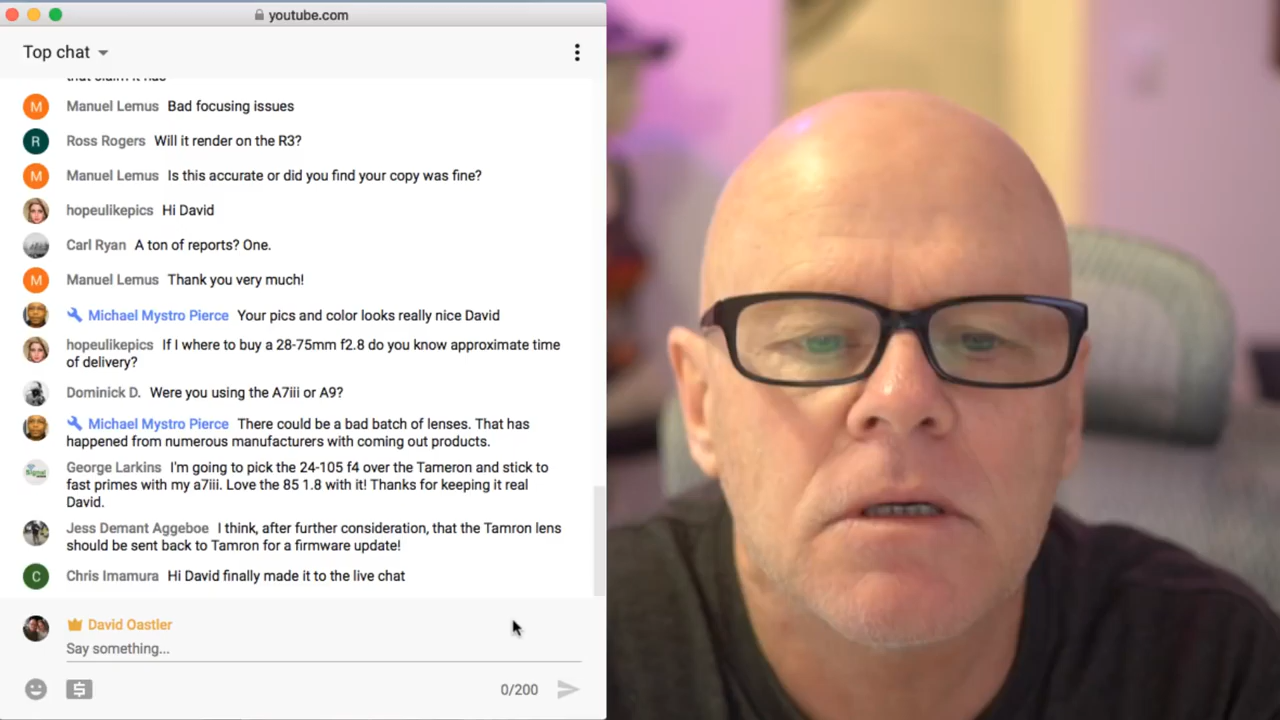 youtube.com
Top chat
that claim it has
M Manuel Lemus Bad focusing issues
R Ross Rogers Will it render on the R3?
M Manuel Lemus Is this accurate or did you find your copy was fine?
hopeulikepics Hi David
Carl Ryan A ton of reports? One.
M Manuel Lemus Thank you very much!
Michael Mystro Pierce Your pics and color looks really nice David
hopeulikepics If I where to buy a 28-75mm f2.8 do you know approximate time
of delivery?
Dominick D. Were you using the A7iii or A9?
Michael Mystro Pierce There could be a bad batch of lenses. That has
happened from numerous manufacturers with coming out products.
George Larkins I'm going to pick the 24-105 f4 over the Tameron and stick to
fast primes with my a7iii. Love the 85 1.8 with it! Thanks for keeping it real
David.
Jess Demant Aggeboe I think, after further consideration, that the Tamron lens
should be sent back to Tamron for a firmware update!
C Chris Imamura Hi David finally made it to the live chat
David Oastler
Say something...
$ 0/200